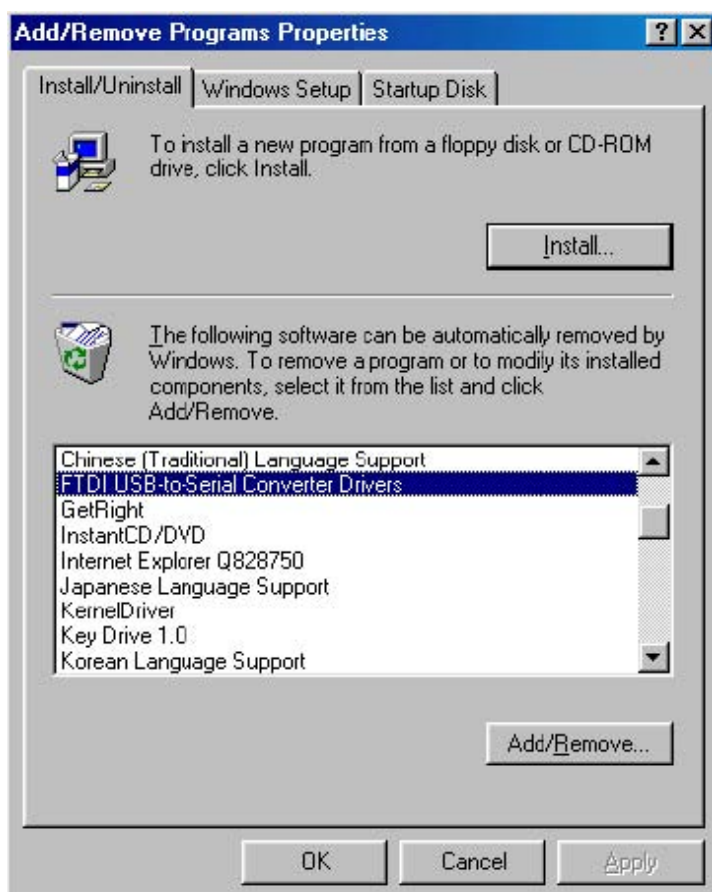 Add/Remove Programs Properties
Install/Uninstall Windows Setup Startup Disk
To install a new program from a floppy disk or CD-ROM
drive, click Install.
Install...
The following software can be automatically removed by
Windows. To remove a program or to modify its installed
components, select it from the list and click
Add/Remove.
Chinese (Traditional) Language Support
FTDI USB-to-Serial Converter Drivers
GetRight
InstantCD/DVD
Internet Explorer Q828750
Japanese Language Support
KernelDriver
Key Drive 1.0
Korean Language Support
Add/Remove...
OK Cancel Apply